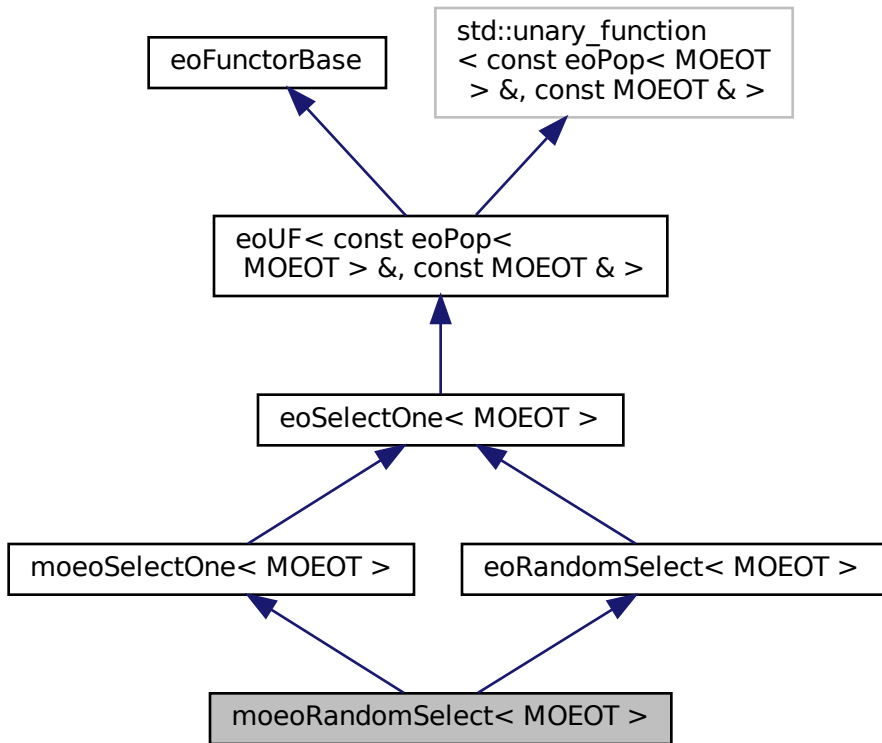 eoFunctorBase
std::unary_function
< const eoPop< MOEOT
> &, const MOEOT & >
eoUF< const eoPop<
MOEOT > &, const MOEOT & >
eoSelectOne< MOEOT >
moeoSelectOne< MOEOT >
eoRandomSelect< MOEOT >
moeoRandomSelect< MOEOT >